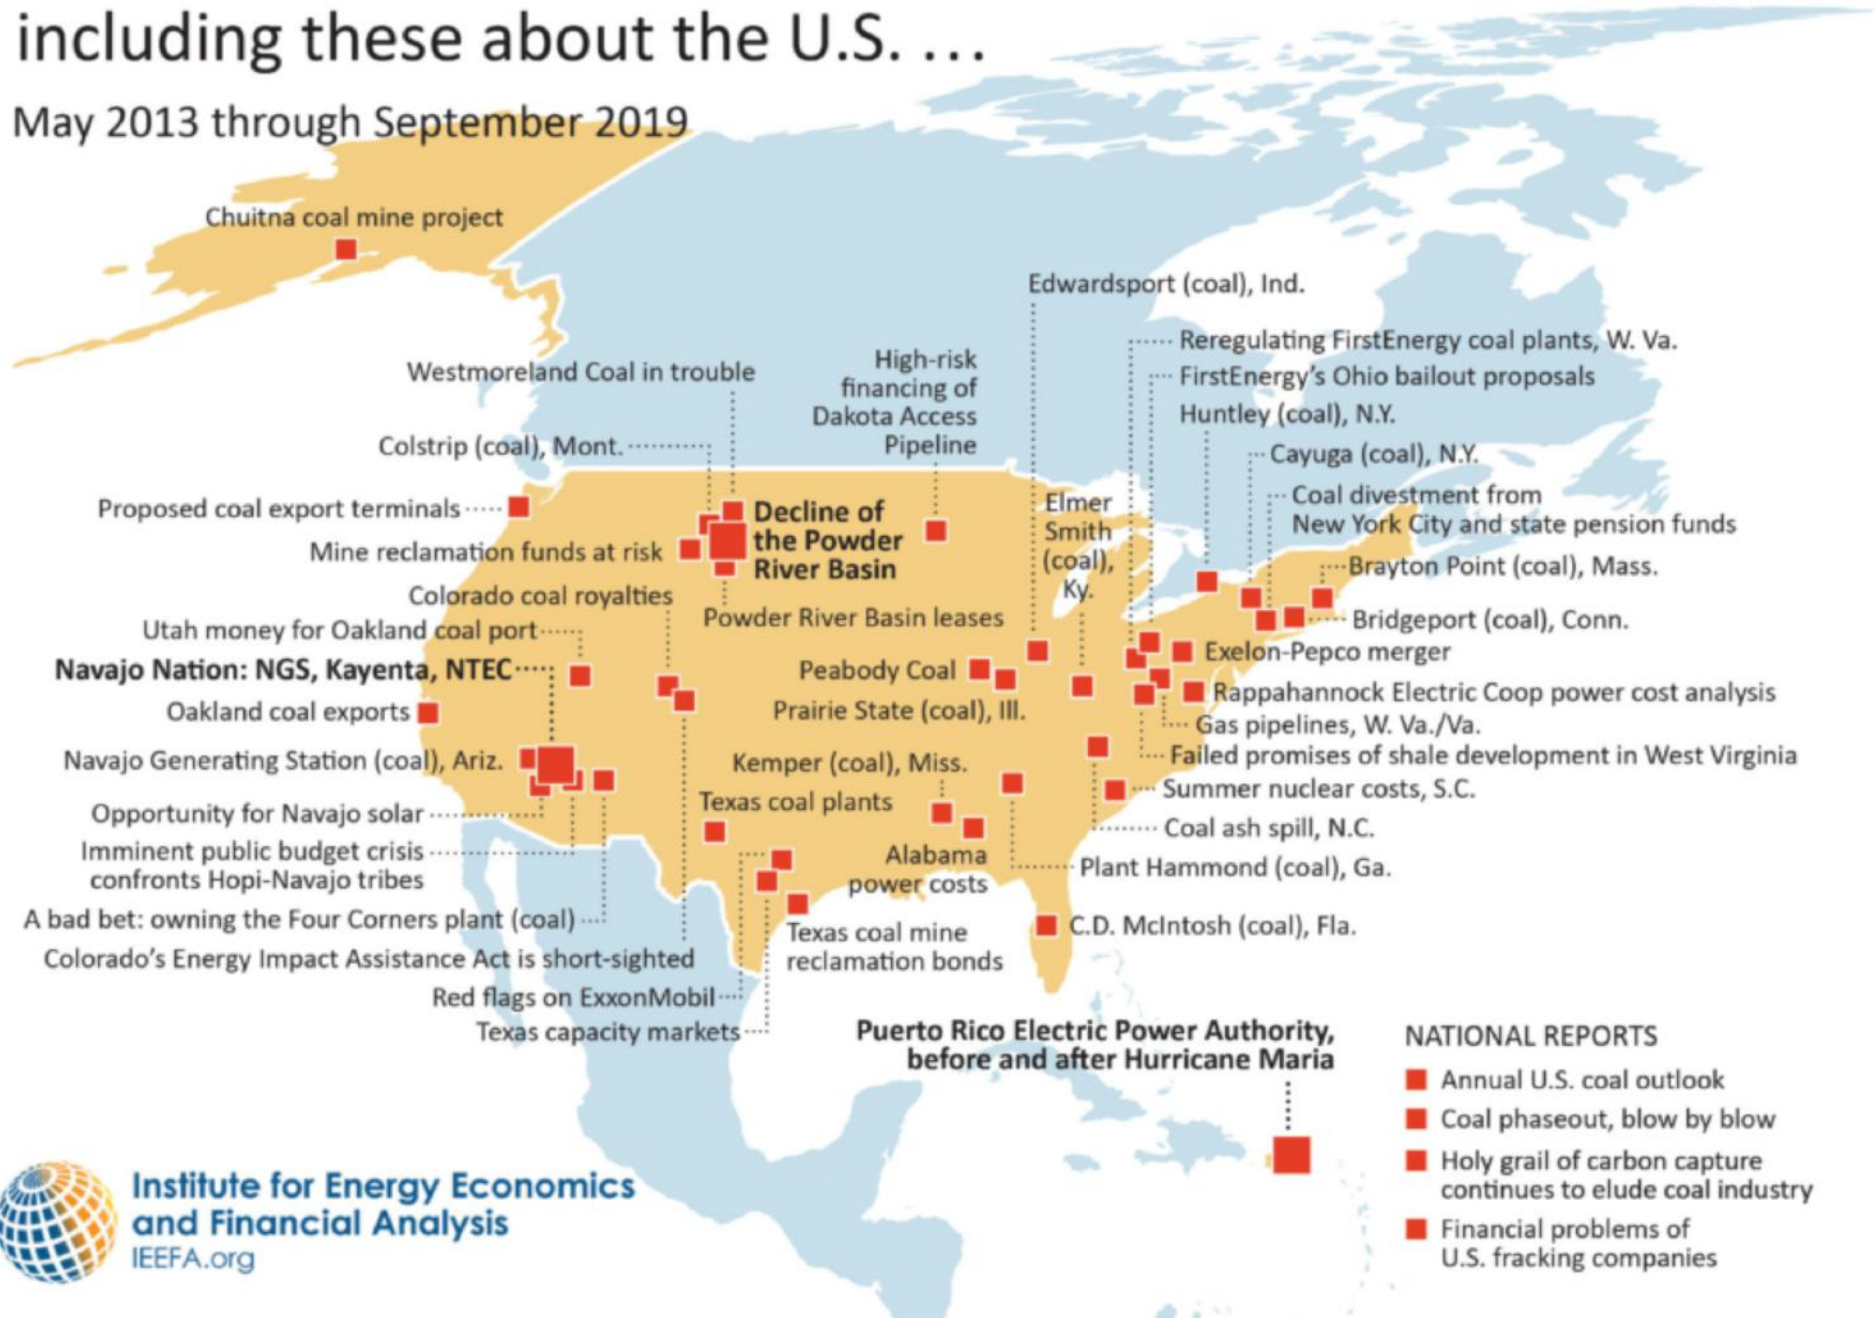 including these about the U.S. …
May 2013 through September 2019
Chuitna coal mine project
Edwardsport (coal), Ind.
Reregulating FirstEnergy coal plants, W. Va.
FirstEnergy's Ohio bailout proposals
Huntley (coal), N.Y.
Cayuga (coal), N.Y.
Coal divestment from
New York City and state pension funds
Brayton Point (coal), Mass.
Bridgeport (coal), Conn.
Westmoreland Coal in trouble
High-risk
financing of
Dakota Access
Pipeline
Colstrip (coal), Mont.
Proposed coal export terminals
Decline of
the Powder
River Basin
Elmer
Smith
(coal),
Ky.
Mine reclamation funds at risk
Colorado coal royalties
Powder River Basin leases
Utah money for Oakland coal port
Navajo Nation: NGS, Kayenta, NTEC
Peabody Coal
Exelon-Pepco merger
Oakland coal exports
Prairie State (coal), Ill.
Rappahannock Electric Coop power cost analysis
Gas pipelines, W. Va./Va.
Navajo Generating Station (coal), Ariz.
Kemper (coal), Miss.
Failed promises of shale development in West Virginia
Texas coal plants
Summer nuclear costs, S.C.
Opportunity for Navajo solar
Coal ash spill, N.C.
Imminent public budget crisis
confronts Hopi-Navajo tribes
Alabama
power costs
Plant Hammond (coal), Ga.
A bad bet: owning the Four Corners plant (coal)
Texas coal mine
reclamation bonds
C.D. McIntosh (coal), Fla.
Colorado's Energy Impact Assistance Act is short-sighted
Red flags on ExxonMobil
Texas capacity markets
Puerto Rico Electric Power Authority,
before and after Hurricane Maria
NATIONAL REPORTS
Annual U.S. coal outlook
Coal phaseout, blow by blow
Holy grail of carbon capture
continues to elude coal industry
Financial problems of
U.S. fracking companies
Institute for Energy Economics
and Financial Analysis
IEEFA.org